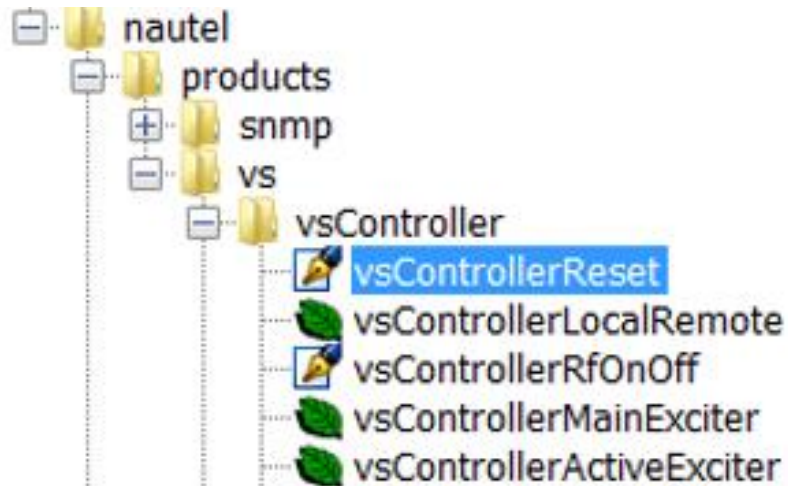 nautel
products
snmp
vs
vsController
vsControllerReset
vsControllerLocalRemote
vsControllerRfOnOff
vsControllerMainExciter
vsControllerActiveExciter